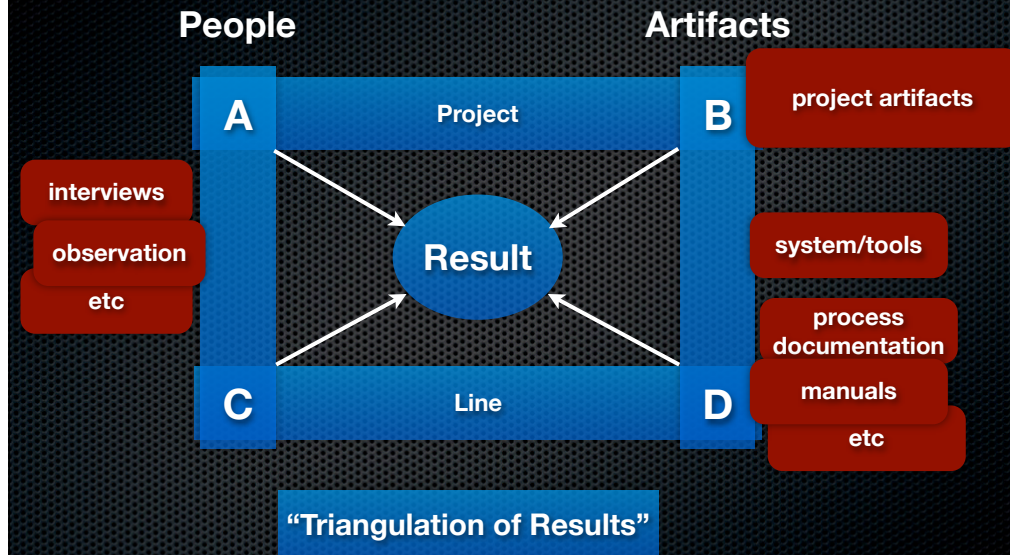 People
Artifacts
A
Project
B
project artifacts
interviews
observation
etc
Result
system/tools
process
documentation
manuals
etc
C
Line
D
“Triangulation of Results”